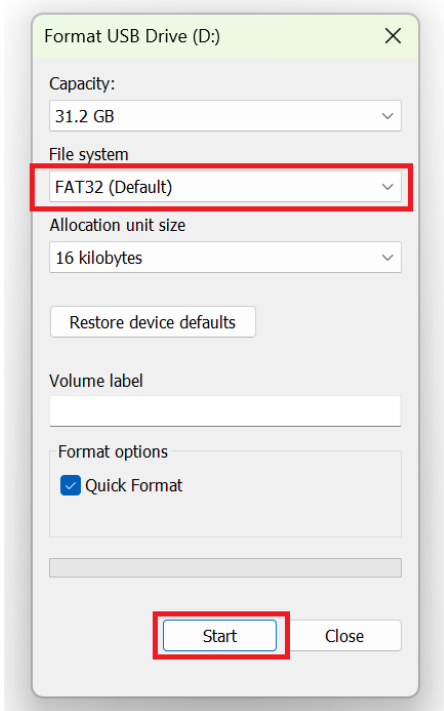 Format USB Drive (D:)
Capacity:
31.2 GB
File system
FAT32 (Default)
Allocation unit size
16 kilobytes
Restore device defaults
Volume label
Format options
Quick Format
Start Close